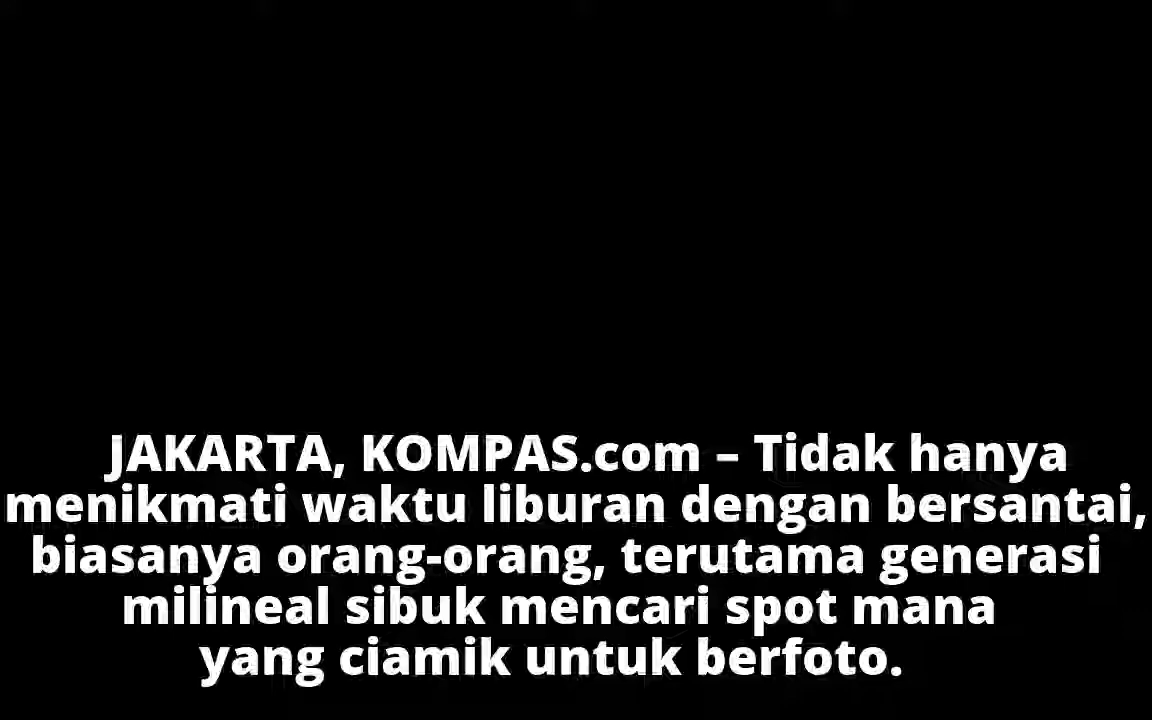 JAKARTA, KOMPAS.com – Tidak hanya
menikmati waktu liburan dengan bersantai,
biasanya orang-orang, terutama generasi
milineal sibuk mencari spot mana
yang ciamik untuk berfoto.